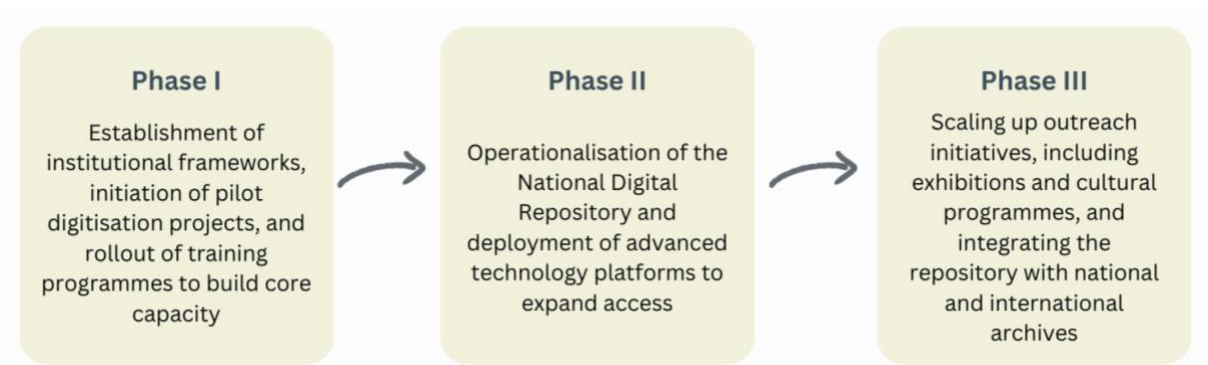 Phase I
Establishment of
institutional frameworks,
initiation of pilot
digitisation projects, and
rollout of training
programmes to build core
capacity
Phase II
Operationalisation of the
National Digital
Repository and
deployment of advanced
technology platforms to
expand access
Phase III
Scaling up outreach
initiatives, including
exhibitions and cultural
programmes, and
integrating the
repository with national
and international
archives